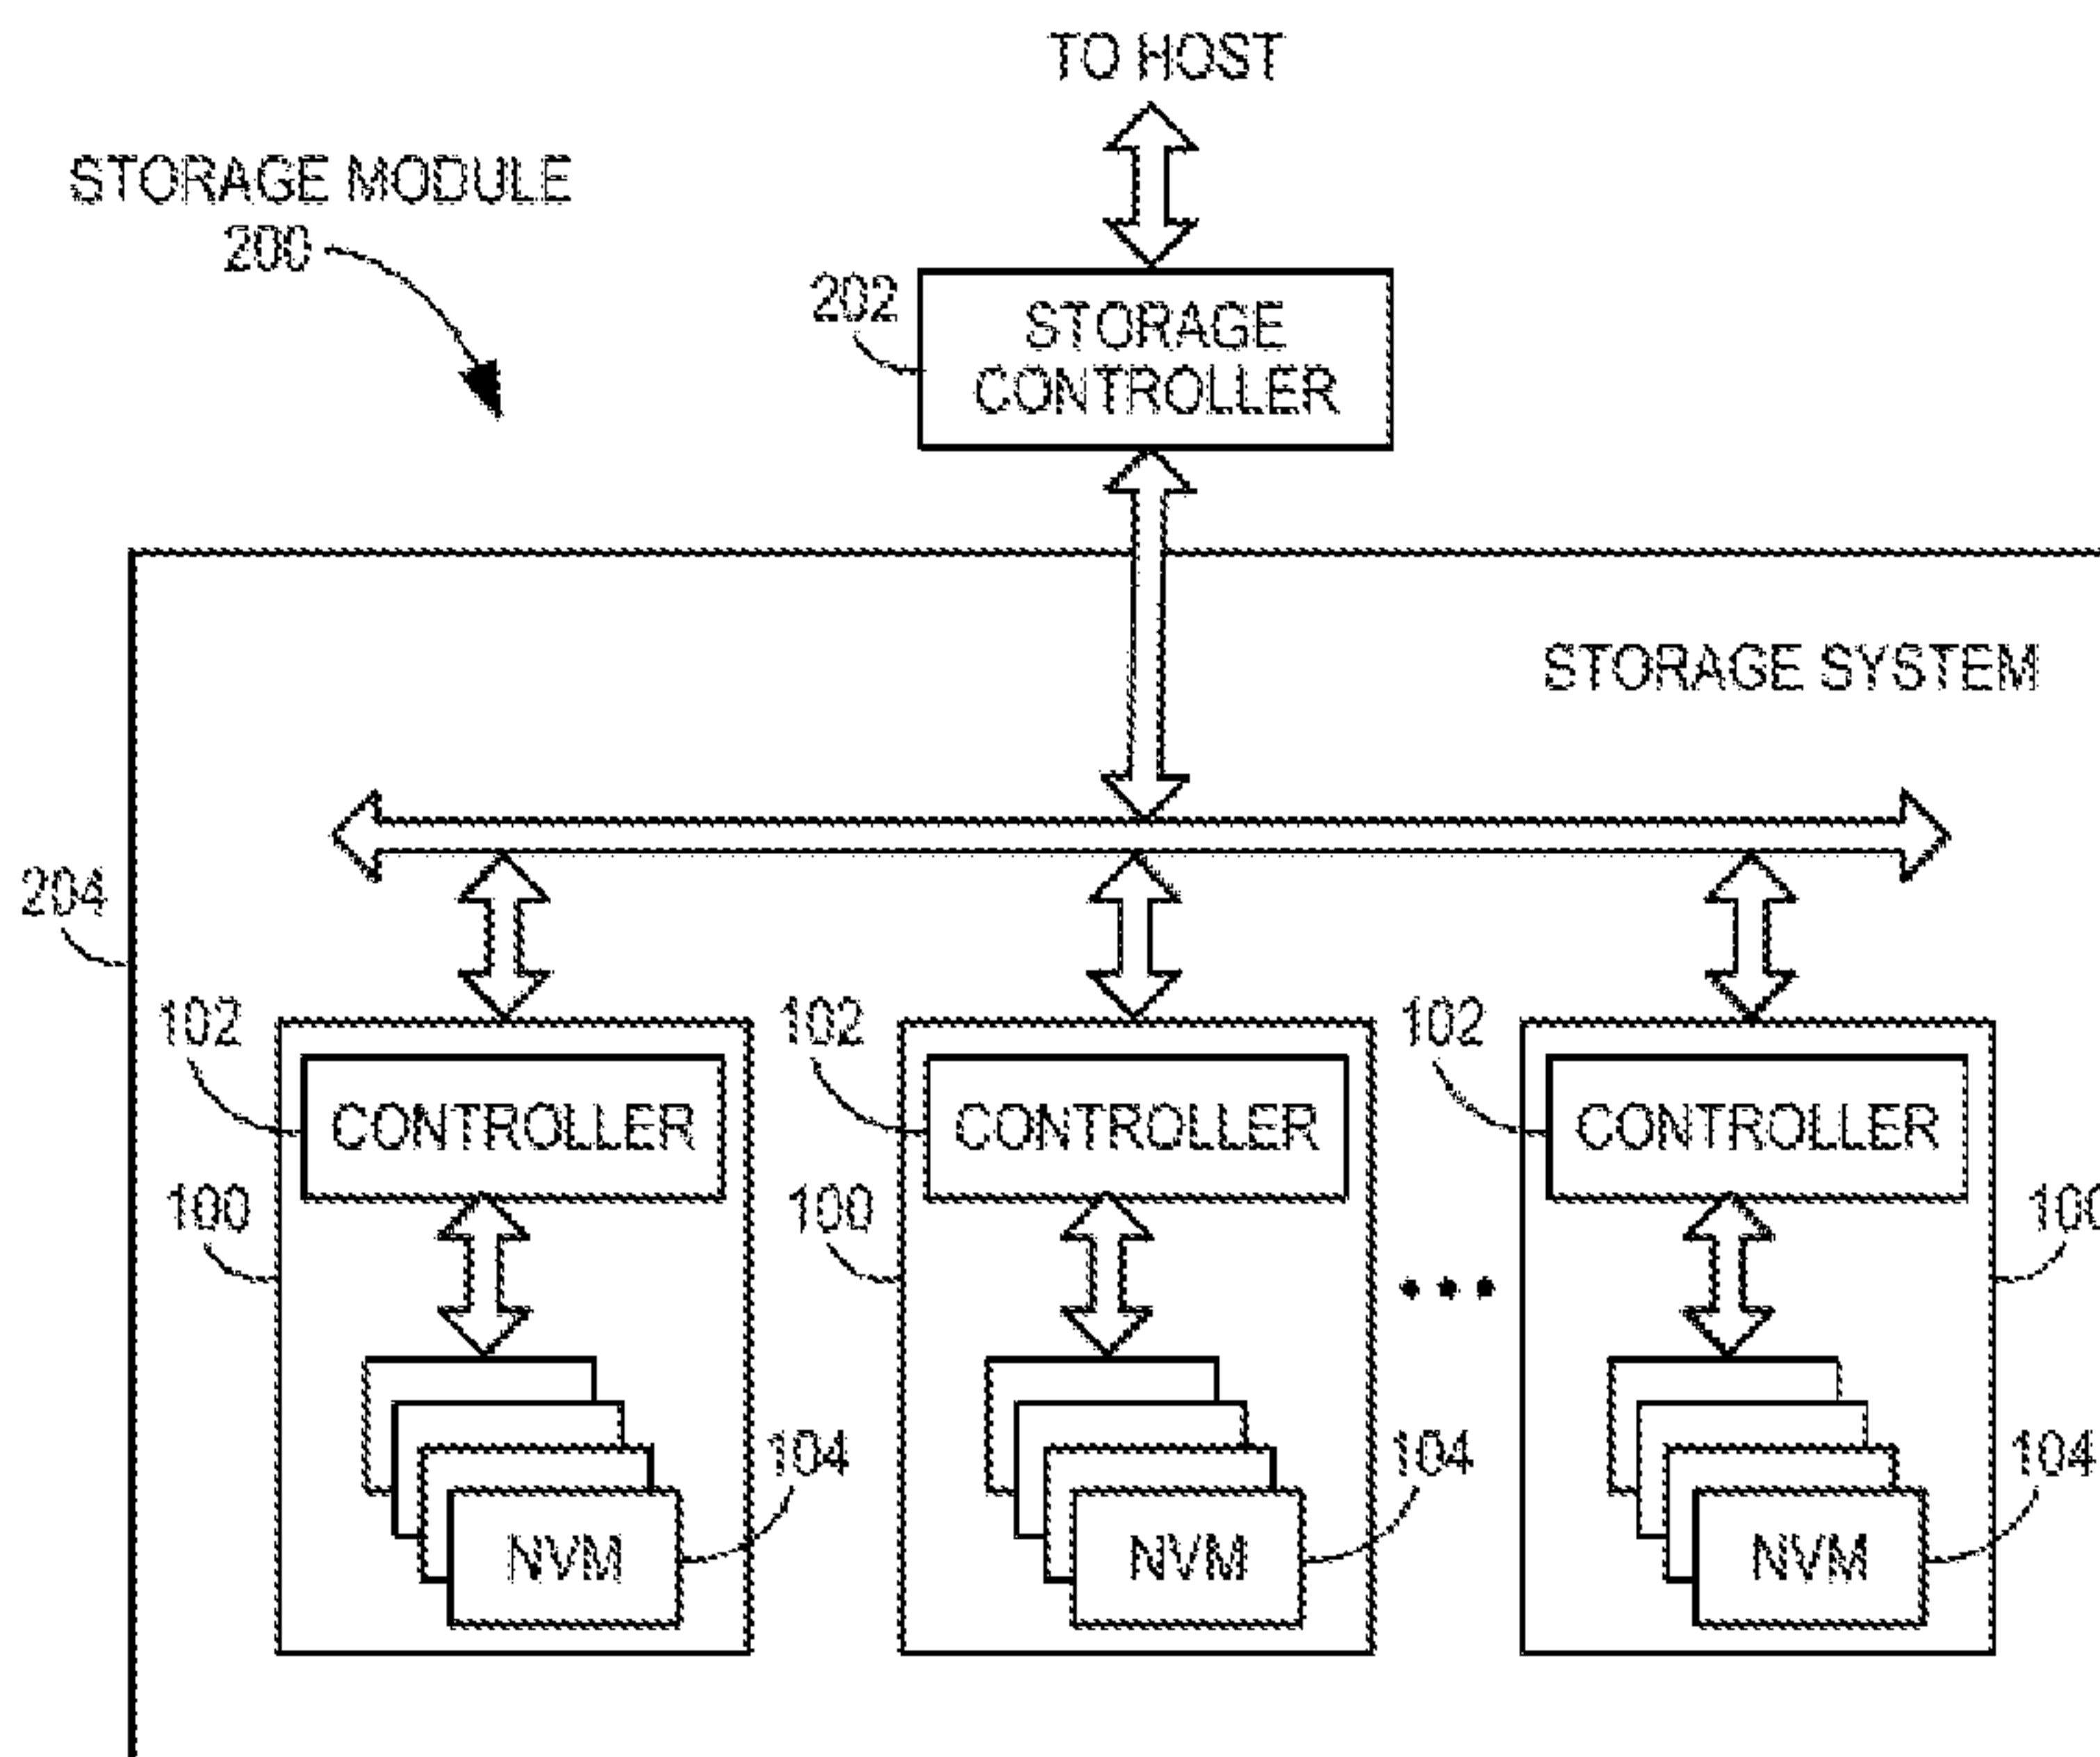 TO HOST
STORAGE MODULE
200
202
STORAGE
CONTROLLER
STORAGE SYSTEM
204
102
102
102
CONTROLLER
CONTROLLER
CONTROLLER
100
100
100
104
104
104
NVM
NVM
NVM